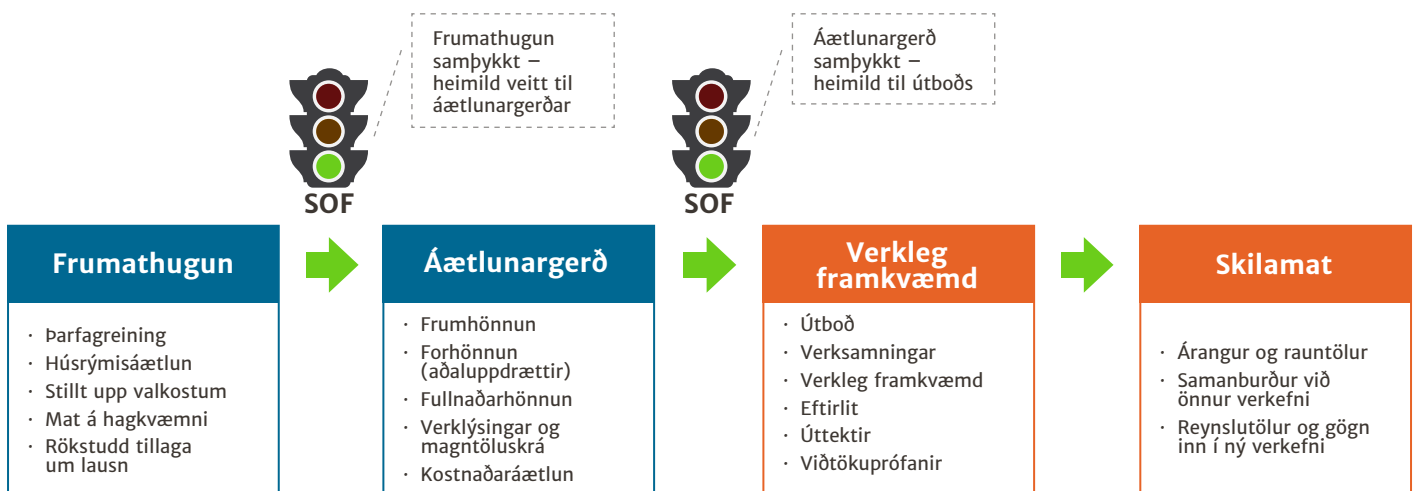 Frumathugun
samþykkt –
heimild veitt til
áætlunargerðar
Áætlunargerð
samþykkt –
heimild til útboðs
SOF
SOF
Frumathugun
· Þarfagreining
· Húsrýmisáætlun
· Stillt upp valkostum
· Mat á hagkvæmni
· Rökstudd tillaga
um lausn
Áætlunargerð
· Frumhönnun
· Forhönnun
(aðaluppdrættir)
· Fullnaðarhönnun
· Verklýsingar og
magntöluskrá
· Kostnaðaráætlun
Verkleg
framkvæmd
· Útboð
· Verksamningar
· Verkleg framkvæmd
· Eftirlit
· Úttektir
· Viðtökuprófanir
Skilamat
· Árangur og rauntölur
· Samanburður við
önnur verkefni
· Reynslutölur og gögn
inn í ný verkefni